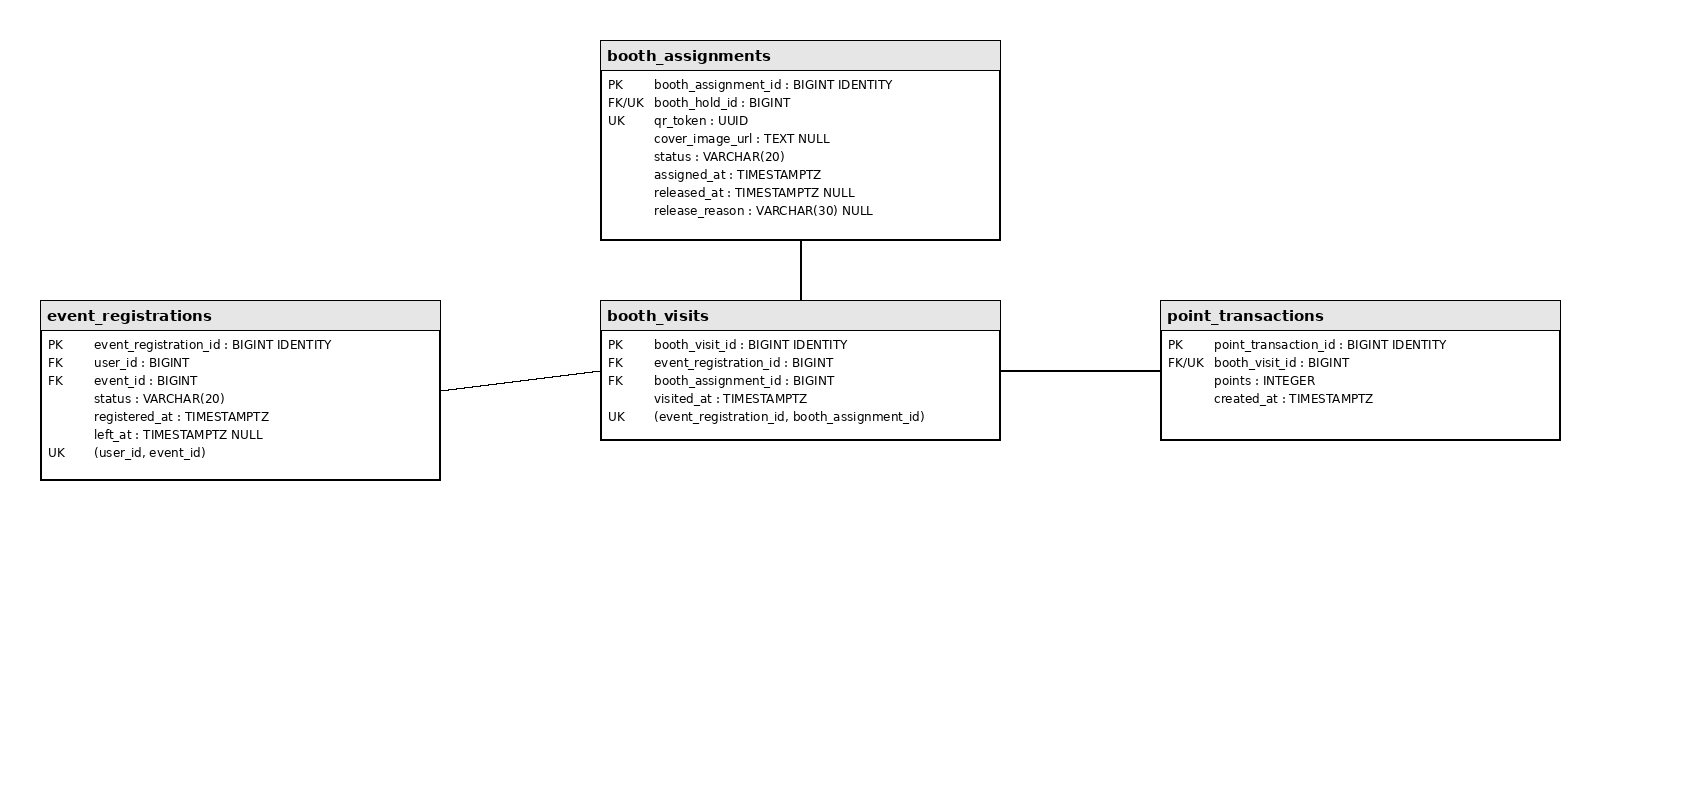 booth_assignments
PK booth_assignment_id : BIGINT IDENTITY
FK/UK booth_hold_id : BIGINT
UK qr_token : UUID
cover_image_url : TEXT NULL
status : VARCHAR(20)
assigned_at : TIMESTAMPTZ
released_at : TIMESTAMPTZ NULL
release_reason : VARCHAR(30) NULL
event_registrations
PK event_registration_id : BIGINT IDENTITY
FK user_id : BIGINT
FK event_id : BIGINT
status : VARCHAR(20)
registered_at : TIMESTAMPTZ
left_at : TIMESTAMPTZ NULL
UK (user_id, event_id)
booth_visits
PK booth_visit_id : BIGINT IDENTITY
FK event_registration_id : BIGINT
FK booth_assignment_id : BIGINT
visited_at : TIMESTAMPTZ
UK (event_registration_id, booth_assignment_id)
point_transactions
PK point_transaction_id : BIGINT IDENTITY
FK/UK booth_visit_id : BIGINT
points : INTEGER
created_at : TIMESTAMPTZ